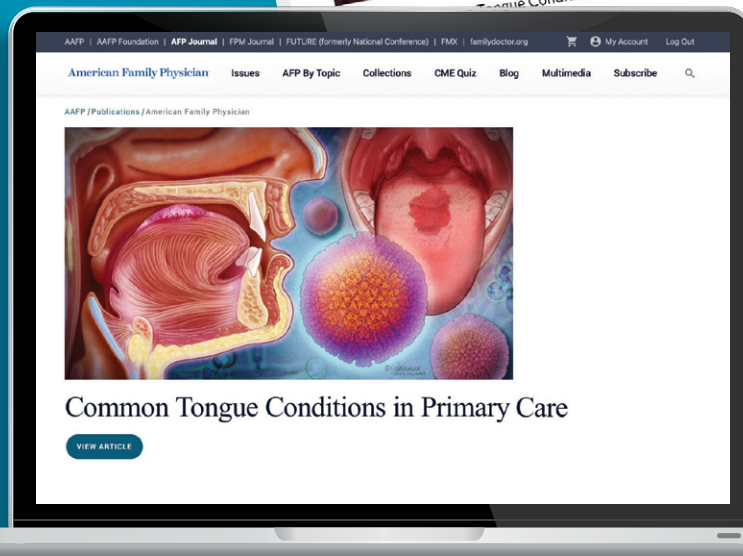 Tongue Condi
AAFP | AAFP Foundation | AFP Journal | FPM Journal | FUTURE (formerly National Conference) | FMX | familydoctor.org My Account Log Out
American Family Physician Issues AFP By Topic Collections CME Quiz Blog Multimedia Subscribe
AAFP / Publications / American Family Physician
Common Tongue Conditions in Primary Care
VIEW ARTICLE